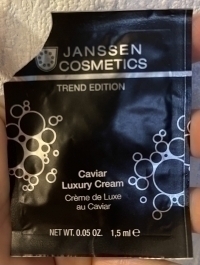 JANSSEN
COSMETICS
TREND EDITION
Caviar
Luxury Cream
Crème de Luxe
au Caviar
NET WT. 0.05 OZ. 1,5 ml ℮